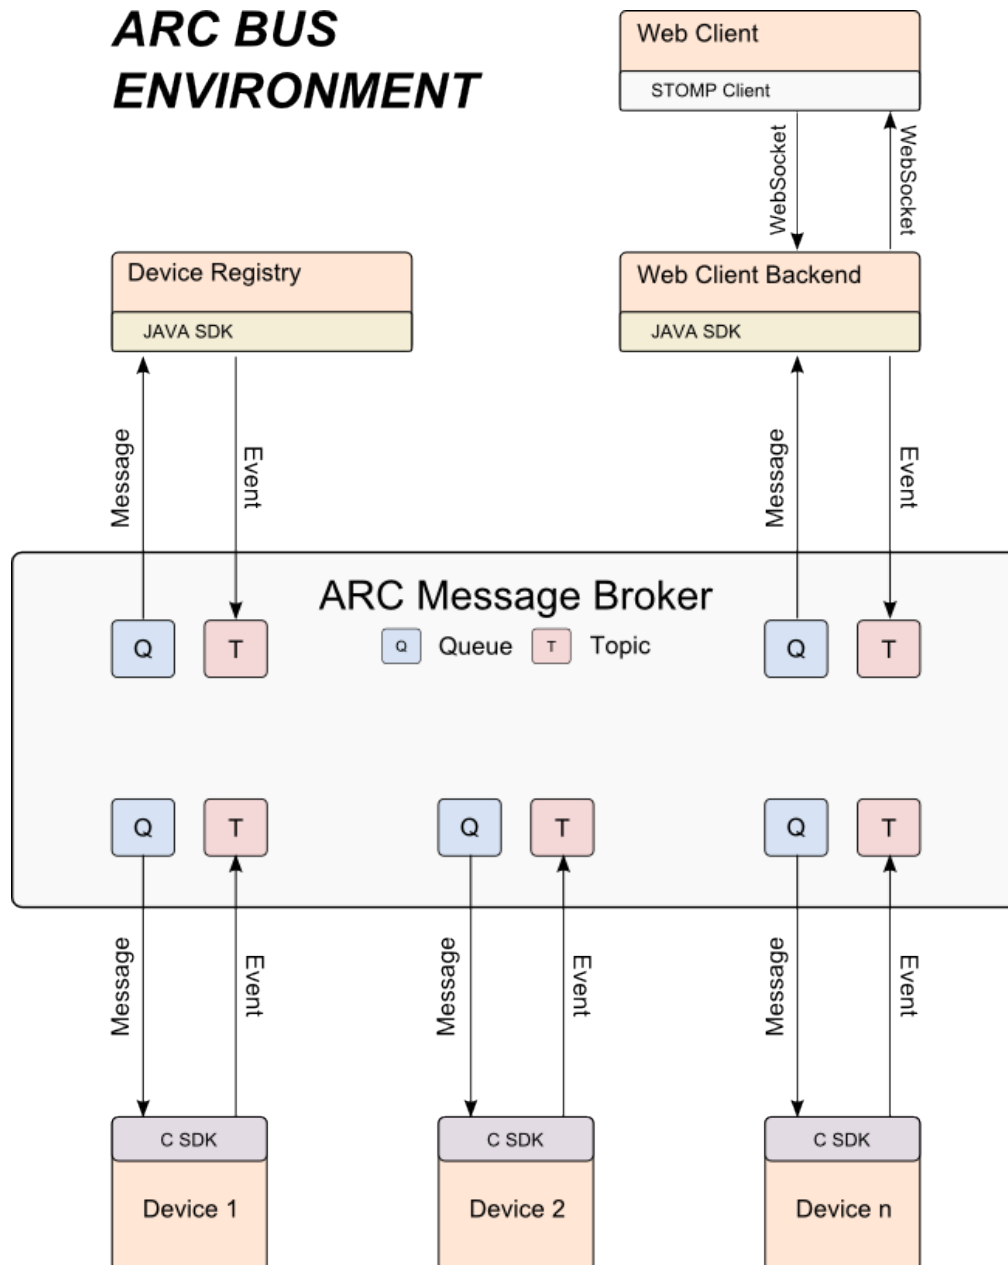 ARC BUS
ENVIRONMENT
Web Client
STOMP Client
WebSocket
WebSocket
Device Registry
JAVA SDK
Web Client Backend
JAVA SDK
Message
Event
Message
Event
ARC Message Broker
Q
T
Q
Queue
T
Topic
Q
T
Q
T
Q
T
Q
T
Message
Event
Message
Event
Message
Event
C SDK
C SDK
C SDK
Device 1
Device 2
Device n